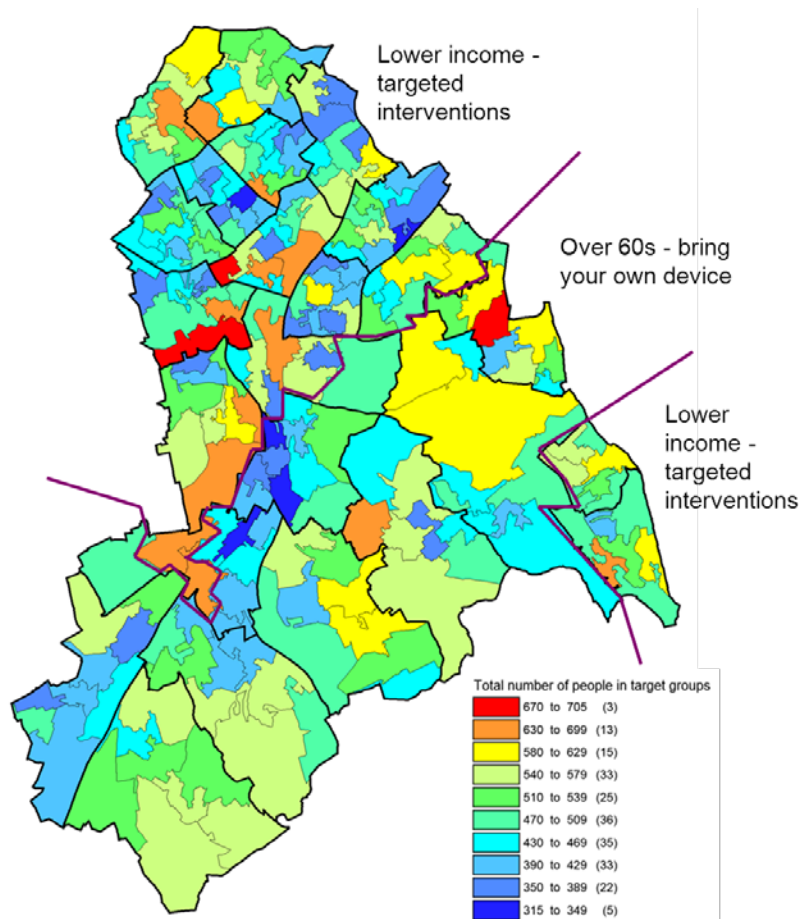 Lower income -
targeted
interventions
Over 60s - bring
your own device
Lower
income -
targeted
interventions
Total number of people in target groups
670 to 705 (3)
630 to 699 (13)
580 to 629 (15)
540 to 579 (33)
510 to 539 (25)
470 to 509 (36)
430 to 469 (35)
390 to 429 (33)
350 to 389 (22)
315 to 349 (5)